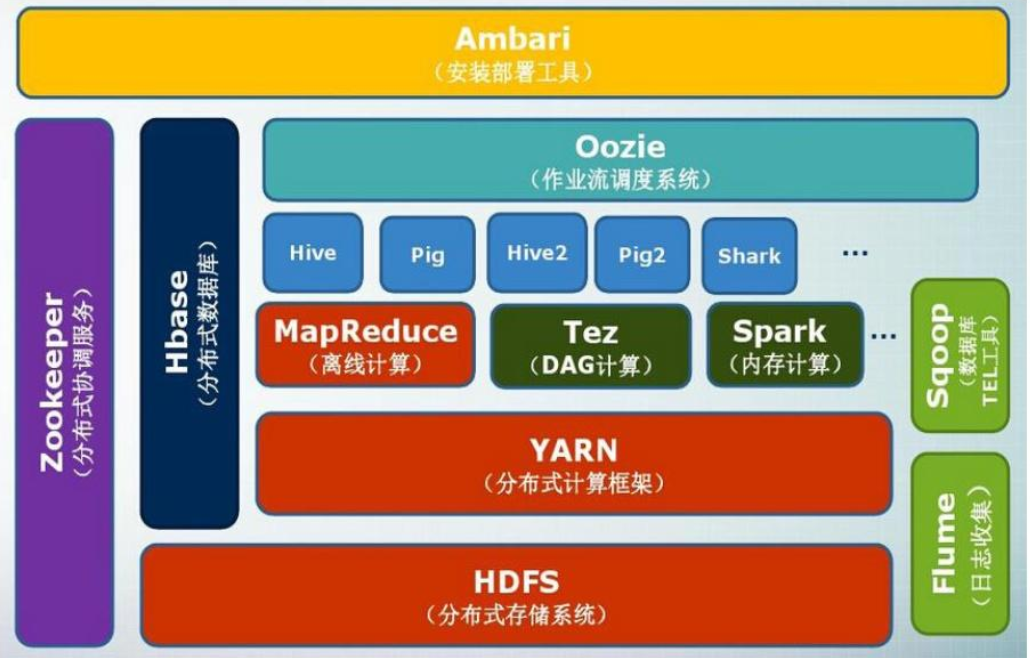 Ambari
（安装部署工具）
Zookeeper
（分布式协调服务）
Hbase
（分布式数据库）
Oozie
（作业流调度系统）
Hive
Pig
Hive2
Pig2
Shark
...
MapReduce
（离线计算）
Tez
（DAG计算）
Spark
（内存计算）
...
Sqoop
（数据库
TEL工具）
YARN
（分布式计算框架）
Flume
（日志收集）
HDFS
（分布式存储系统）